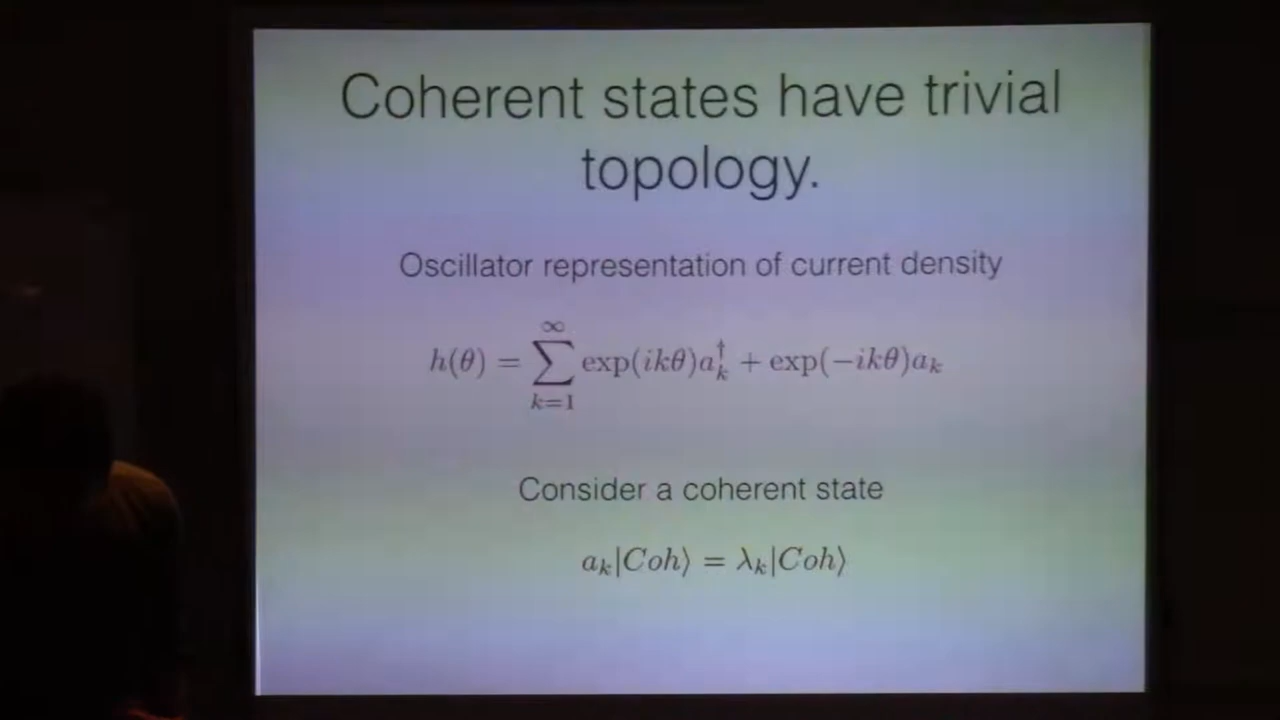 Coherent states have trivial
topology.
Oscillator representation of current density
h(θ) = ∑_{k=1}^{∞} exp(ikθ)a_k^† + exp(−ikθ)a_k
Consider a coherent state
a_k|Coh⟩ = λ_k|Coh⟩